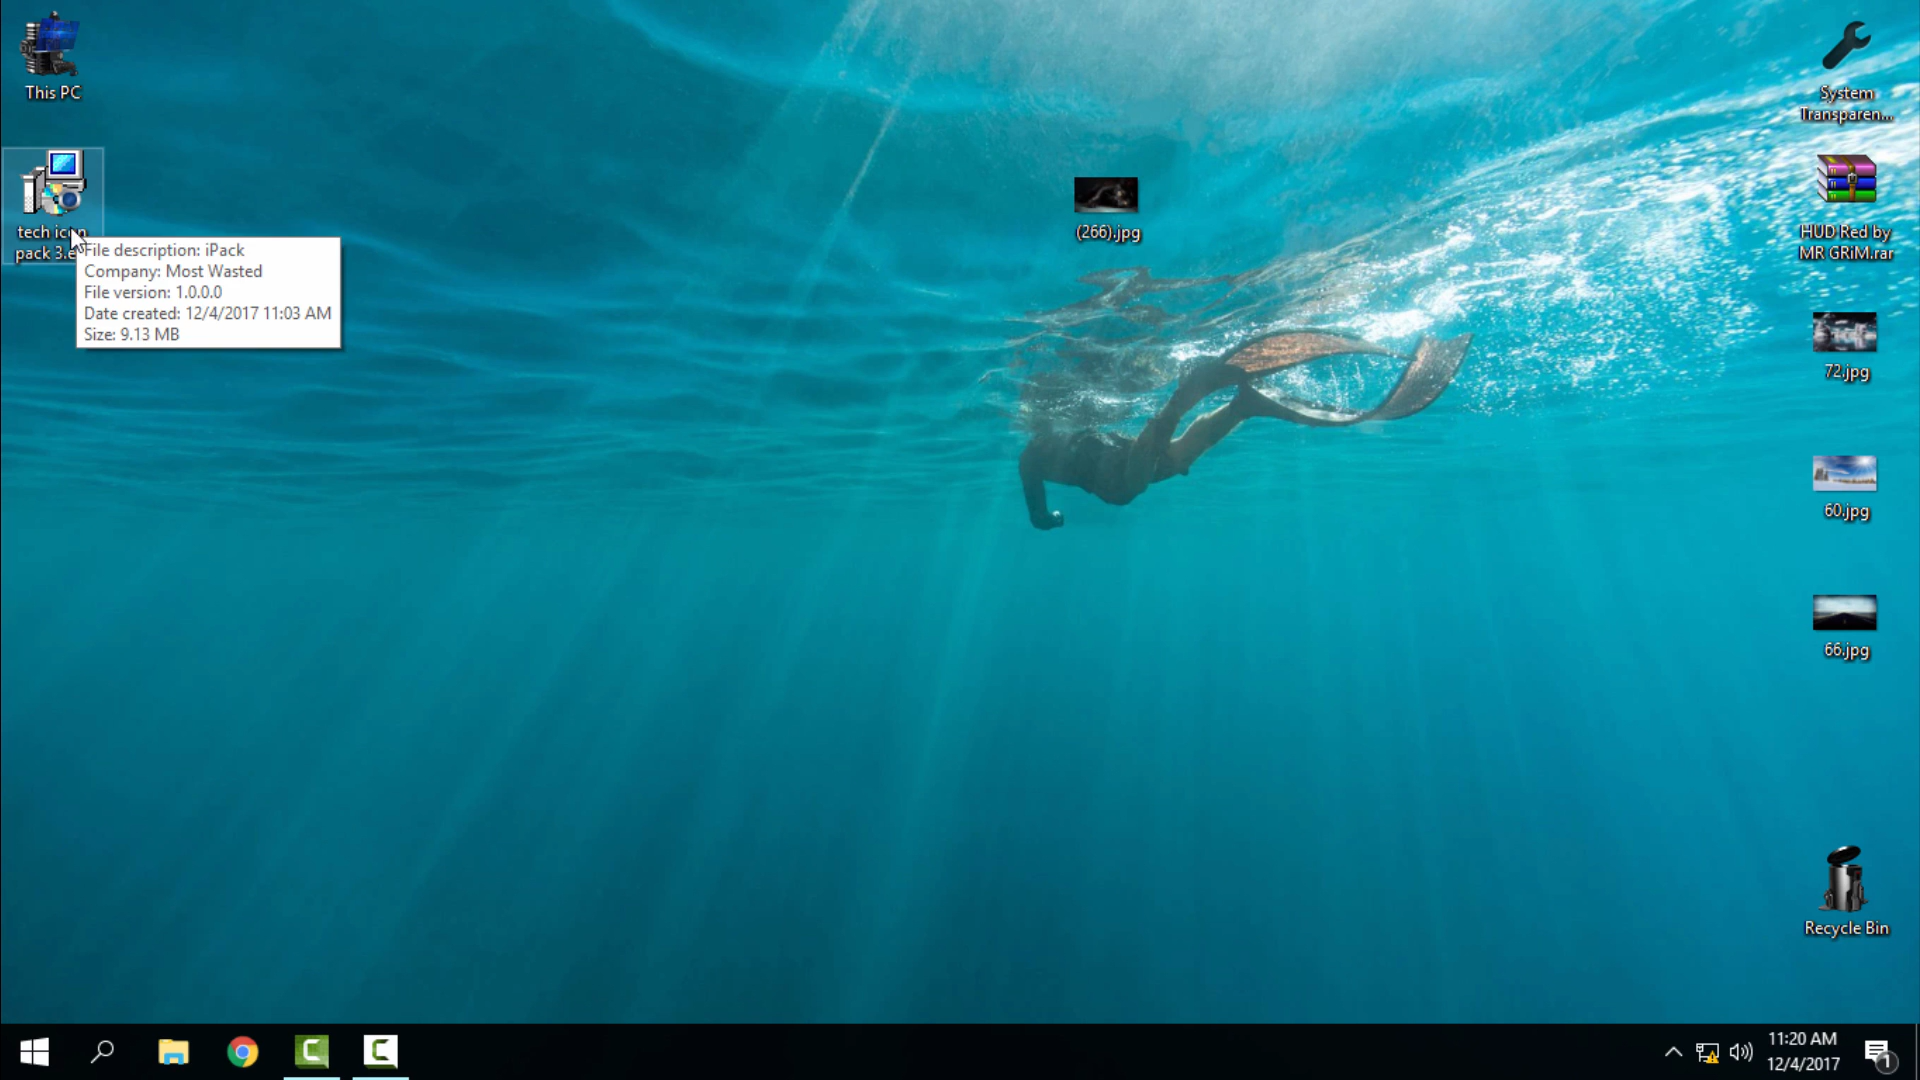 This PC
tech icon
pack 3.e
File description: iPack
Company: Most Wasted
File version: 1.0.0.0
Date created: 12/4/2017 11:03 AM
Size: 9.13 MB
(266).jpg
System
Transparen...
HUD Red by
MR GRiM.rar
72.jpg
60.jpg
66.jpg
Recycle Bin
11:20 AM
12/4/2017
1